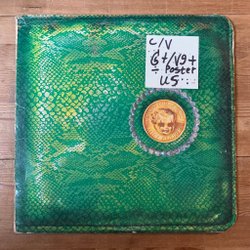 C/V
G+/VG+
+ Poster
US